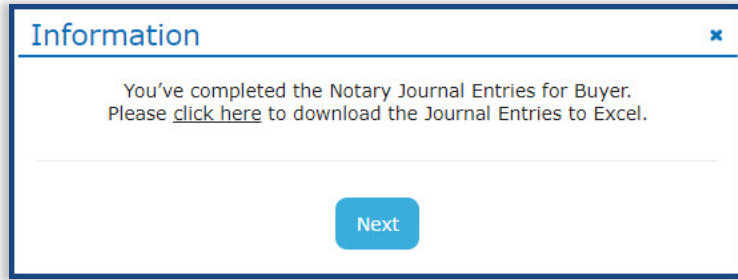 Information
You've completed the Notary Journal Entries for Buyer.
Please click here to download the Journal Entries to Excel.
Next